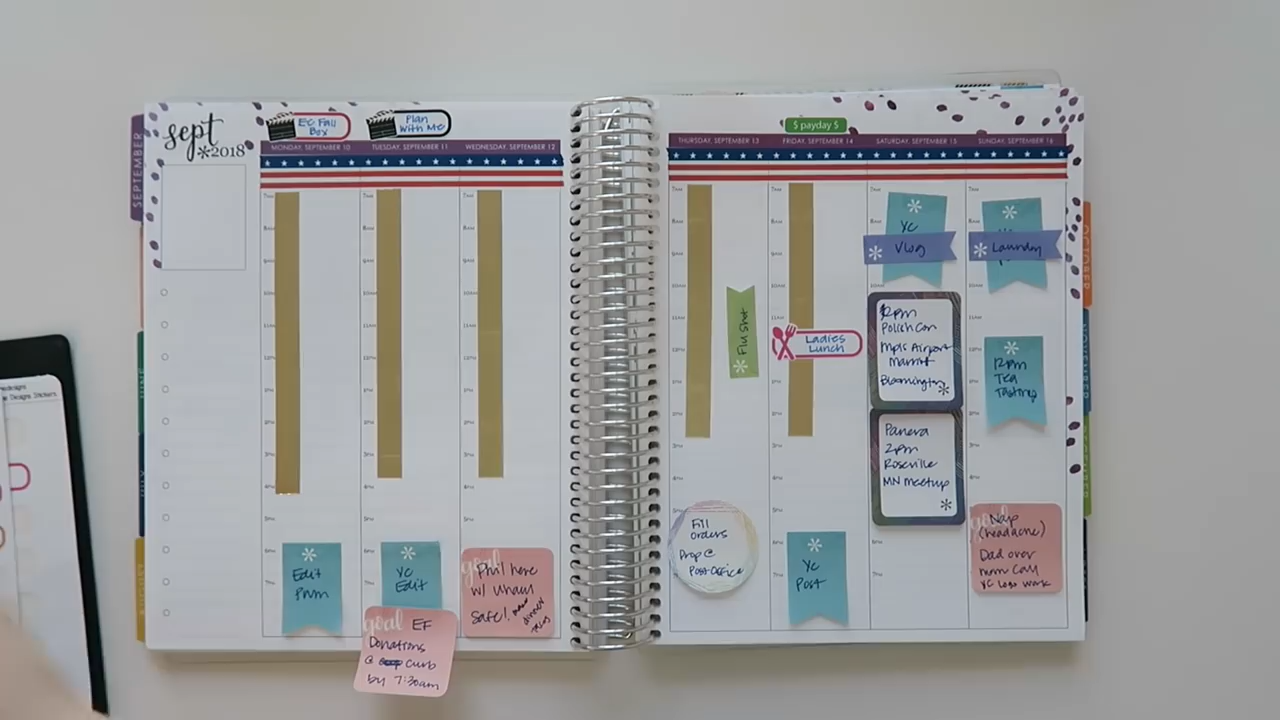 sept
*2018
EC Fall
Box
Plan
With Me
MONDAY, SEPTEMBER 10
TUESDAY, SEPTEMBER 11
WEDNESDAY, SEPTEMBER 12
Edit
PWM
YC
Edit
goal EF
Donations
@ curb
by 7:30am
goal
Phil here
w/ Uhaul
Safe!
$ payday $
THURSDAY, SEPTEMBER 13
FRIDAY, SEPTEMBER 14
SATURDAY, SEPTEMBER 15
SUNDAY, SEPTEMBER 16
Flu Shot
Fill
orders
Drop @
Post Office
Ladies
Lunch
YC
Post
YC
Vlog
12pm
Polish Con
Mpls Airport
Marriott
Bloomington
Panera
2pm
Roseville
MN meetup
Laundry
12pm
Tea
Tasting
goal
Nap
(headache)
Dad over
mom call
YC Logo work
SEPTEMBER
OCTOBER